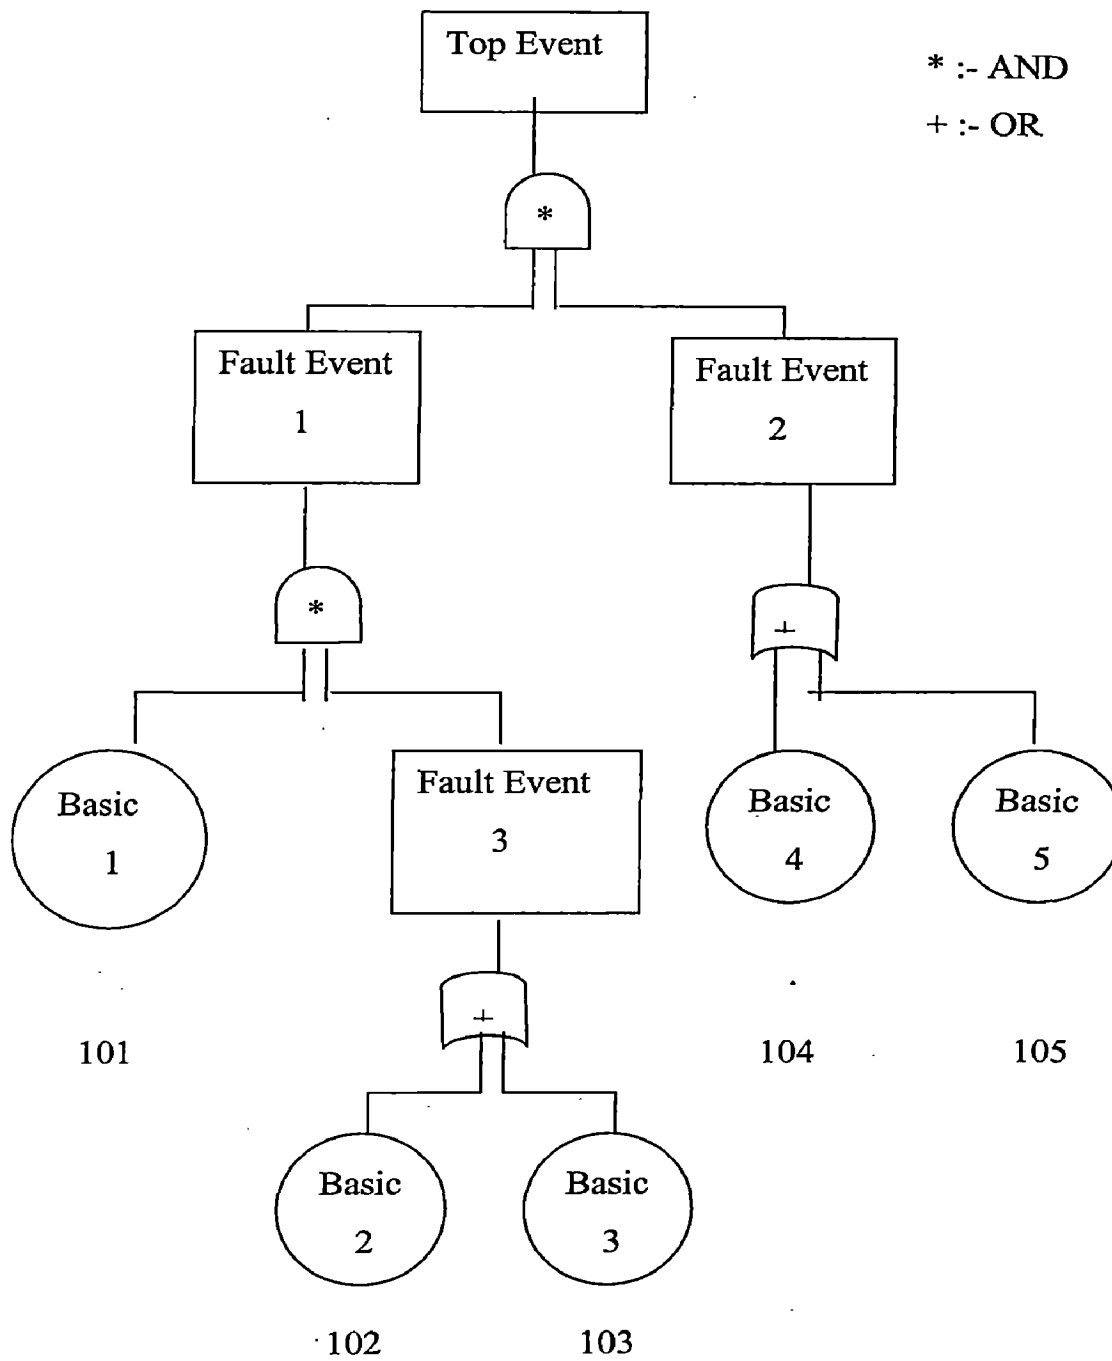 Top Event
* :- AND
+ :- OR
*
Fault Event
1
Fault Event
2
*
+
Basic
1
Fault Event
3
Basic
4
Basic
5
101
+
104
105
Basic
2
Basic
3
102
103